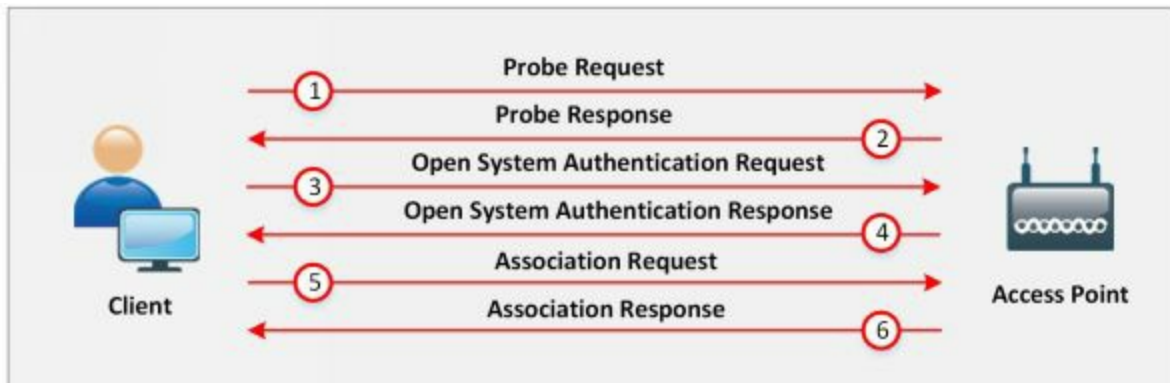 Probe Request
1
Probe Response
2
Open System Authentication Request
3
Open System Authentication Response
4
Association Request
5
Association Response
6
Client
Access Point